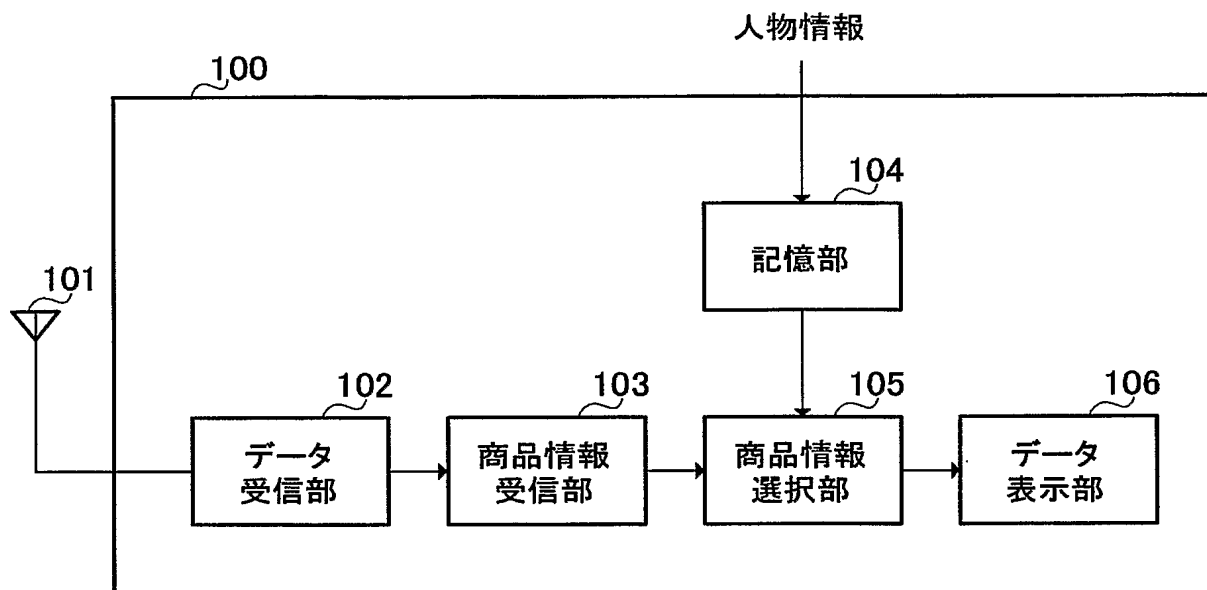 人物情報
100
104
記憶部
101
102
103
105
106
データ
受信部
商品情報
受信部
商品情報
選択部
データ
表示部